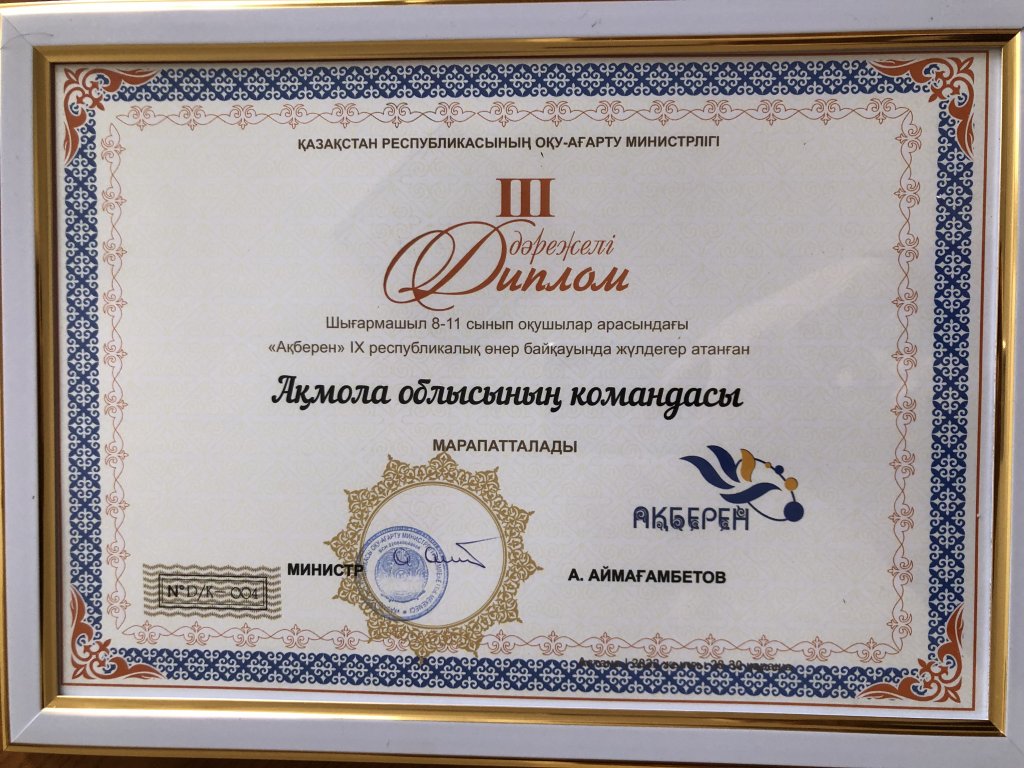 ҚАЗАҚСТАН РЕСПУБЛИКАСЫНЫҢ ОҚУ-АҒАРТУ МИНИСТРЛІГІ
III
дәрежелі
Диплом
Шығармашыл 8-11 сынып оқушылар арасындағы
«Ақберен» IX республикалық өнер байқауында жүлдегер атанған
Ақмола облысының командасы
МАРАПАТТАЛАДЫ
АҚБЕРЕН
МИНИСТР
А. АЙМАҒАМБЕТОВ
№ D/K - 004